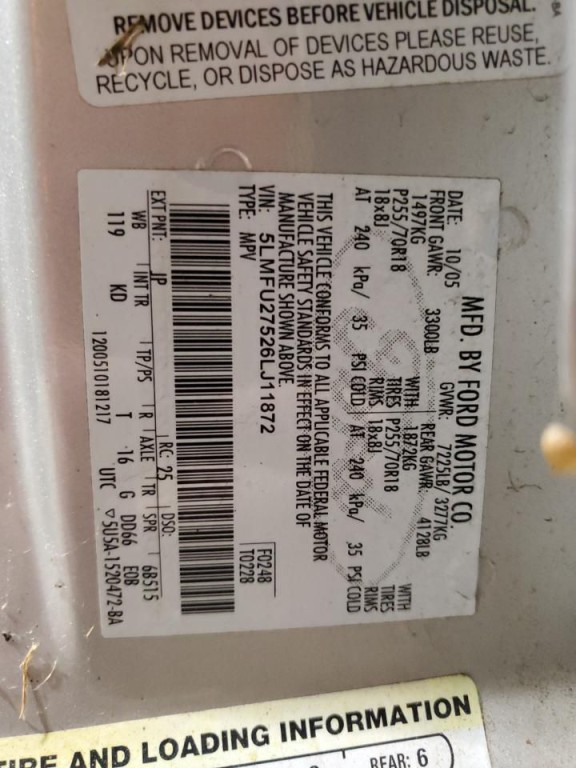 REMOVE DEVICES BEFORE VEHICLE DISPOSAL.
UPON REMOVAL OF DEVICES PLEASE REUSE,
RECYCLE, OR DISPOSE AS HAZARDOUS WASTE.
MFD. BY FORD MOTOR CO.
DATE: 10/05 GVWR: 7225LB/ 3277KG
FRONT GAWR: 3300LB REAR GAWR: 4128LB
1497KG WITH 1872KG WITH
P255/70R18 TIRES P255/70R18 TIRES
18x8J RIMS 18x8J RIMS
AT 240 kPa/ 35 PSI COLD AT 240 kPa/ 35 PSI COLD
THIS VEHICLE CONFORMS TO ALL APPLICABLE FEDERAL MOTOR
VEHICLE SAFETY STANDARDS IN EFFECT ON THE DATE OF
MANUFACTURE SHOWN ABOVE.
VIN: 5LMFU27526LJ11872 F0248
TYPE: MPV T0228
EXT PNT: JP RC: 25 DSO:
WB INT TR TP/PS R AXLE TR SPR 6B515
119 KD T 16 G DD66 E0B
1200510181217 UTC ▽5U5A-1520472-BA
TIRE AND LOADING INFORMATION
REAR: 6